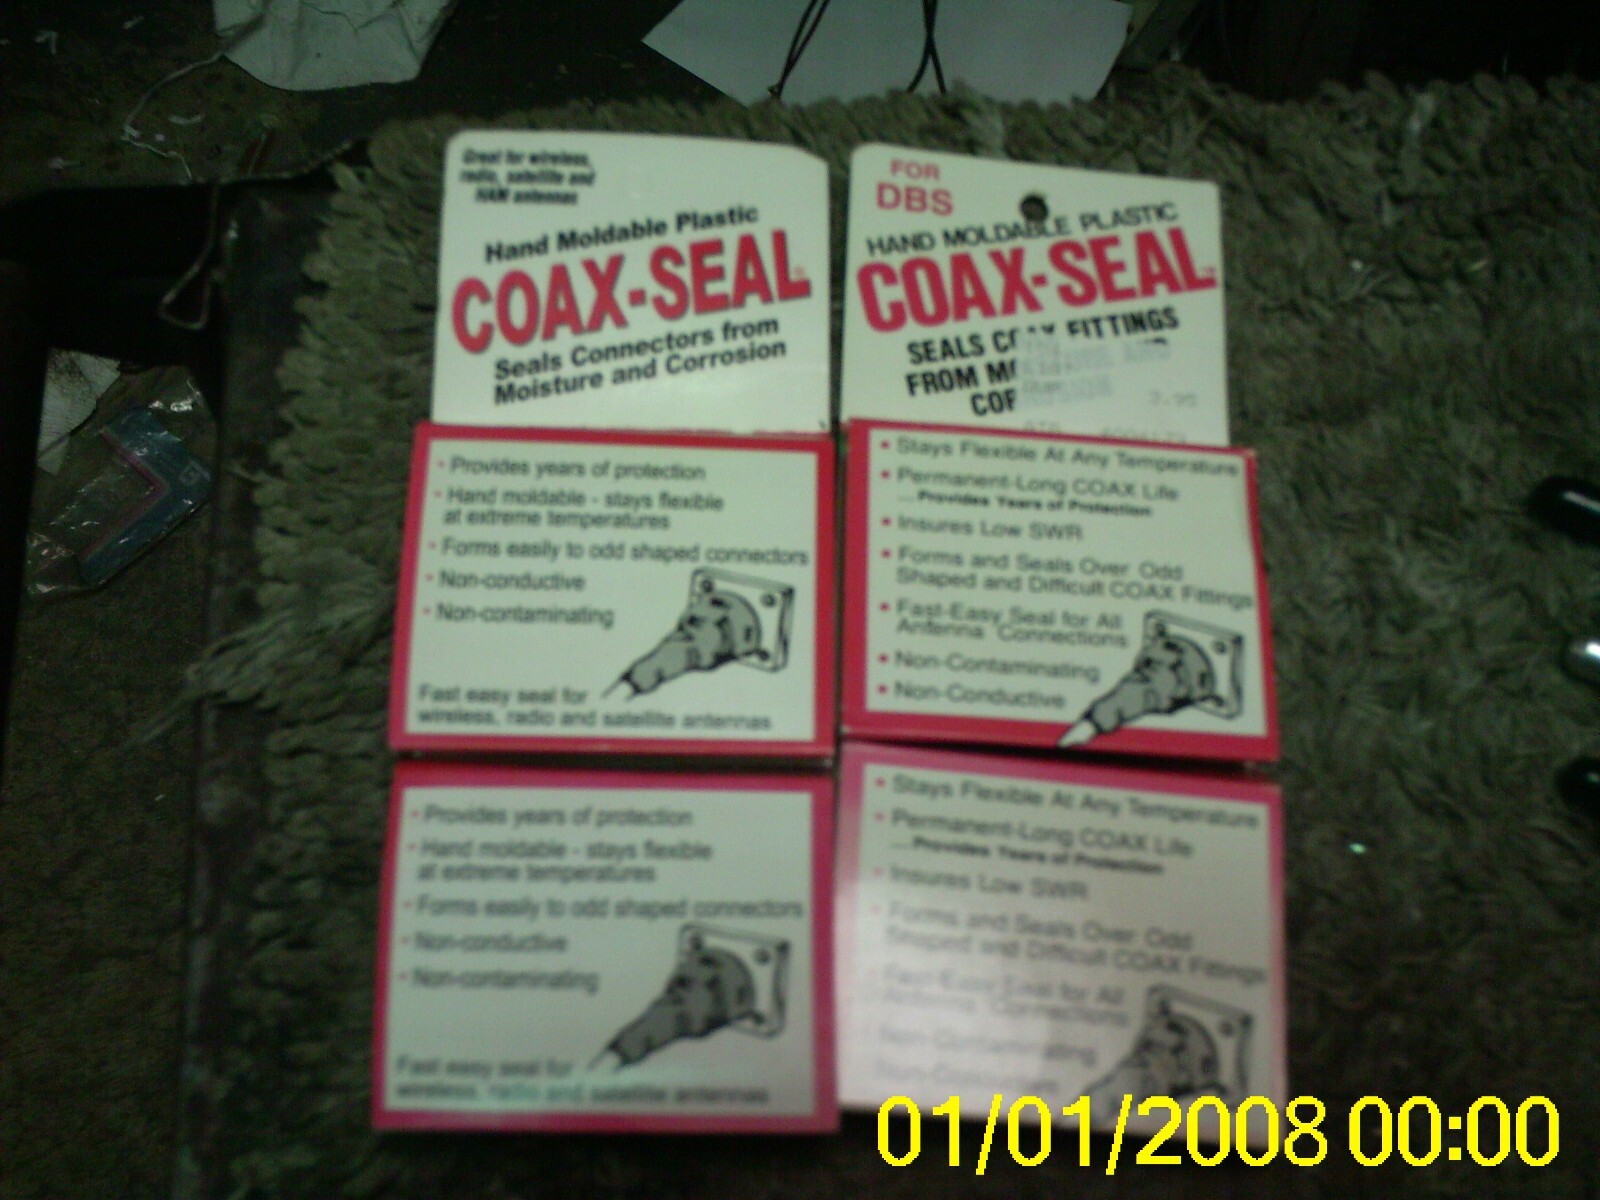 Great for wireless,
radio, satellite and
HAM antennas
Hand Moldable Plastic
COAX-SEAL®
Seals Connectors from
Moisture and Corrosion
• Provides years of protection
• Hand moldable - stays flexible
at extreme temperatures
• Forms easily to odd shaped connectors
• Non-conductive
• Non-contaminating
Fast easy seal for
wireless, radio and satellite antennas
FOR
DBS
HAND MOLDABLE PLASTIC
COAX-SEAL™
SEALS COAX FITTINGS
FROM
3.95
• Stays Flexible At Any Temperature
• Permanent-Long COAX Life
...Provides Years of Protection
• Insures Low SWR
• Forms and Seals Over Odd
Shaped and Difficult COAX Fittings
• Fast-Easy Seal for All
Antenna Connections
• Non-Contaminating
• Non-Conductive
• Provides years of protection
• Hand moldable - stays flexible
at extreme temperatures
• Forms easily to odd shaped connectors
• Non-conductive
• Non-contaminating
Fast easy seal for
wireless, radio and satellite antennas
• Stays Flexible At Any Temperature
• Permanent-Long COAX Life
...Provides Years of Protection
• Insures Low SWR
• Forms and Seals Over Odd
Shaped and Difficult COAX Fittings
• Fast-Easy Seal for All
Antenna Connections
Non-Contaminating
Non-Conductive
01/01/2008 00:00